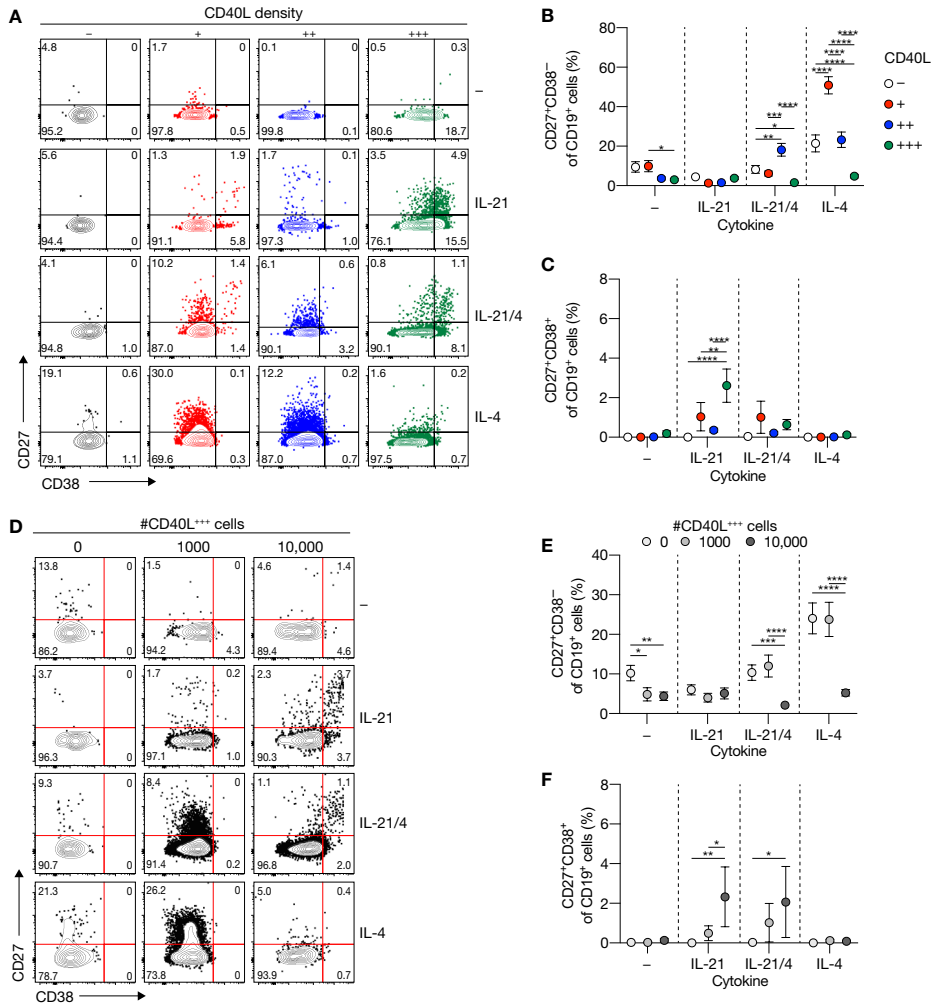 A
CD40L density
– + ++ +++
4.8 0 1.7 0 0.1 0 0.5 0.3
–
95.2 0 97.8 0.5 99.8 0.1 80.6 18.7
5.6 0 1.3 1.9 1.7 0.1 3.5 4.9
IL-21
94.4 0 91.1 5.8 97.3 1.0 76.1 15.5
4.1 0 10.2 1.4 6.1 0.6 0.8 1.1
IL-21/4
94.8 1.0 87.0 1.4 90.1 3.2 90.1 8.1
19.1 0.6 30.0 0.1 12.2 0.2 1.6 0.2
IL-4
79.1 1.1 69.6 0.3 87.0 0.7 97.5 0.7
CD27
CD38
B
CD27⁺CD38⁻
of CD19⁺ cells (%)
80
60
40
20
0
* ** * *** **** **** **** **** **** ****
– IL-21 IL-21/4 IL-4
Cytokine
CD40L
–
+
++
+++
C
CD27⁺CD38⁺
of CD19⁺ cells (%)
8
6
4
2
0
****
**
****
– IL-21 IL-21/4 IL-4
Cytokine
D
#CD40L⁺⁺⁺ cells
0 1000 10,000
13.8 0 1.5 0 4.6 1.4
–
86.2 0 94.2 4.3 89.4 4.6
3.7 0 1.7 0.2 2.3 3.7
IL-21
96.3 0 97.1 1.0 90.3 3.7
9.3 0 8.4 0 1.1 1.1
IL-21/4
90.7 0 91.4 0.2 96.8 2.0
21.3 0 26.2 0 5.0 0.4
IL-4
78.7 0 73.8 0 93.9 0.7
CD27
CD38
E
#CD40L⁺⁺⁺ cells
0 1000 10,000
CD27⁺CD38⁻
of CD19⁺ cells (%)
40
30
20
10
0
**
*
****
***
****
****
– IL-21 IL-21/4 IL-4
Cytokine
F
CD27⁺CD38⁺
of CD19⁺ cells (%)
8
6
4
2
0
*
**
*
– IL-21 IL-21/4 IL-4
Cytokine